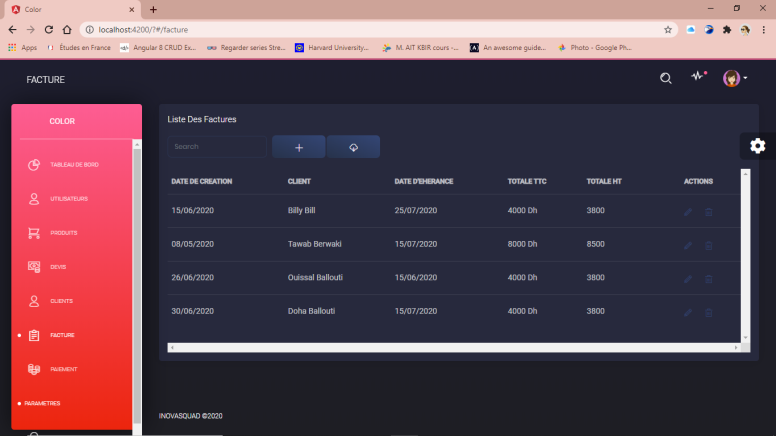 Color
localhost:4200/?#/facture
Apps Études en France Angular 8 CRUD Ex... Regarder series Stre... Harvard University... M. AIT KBIR cours -... An awesome guide... Photo - Google Ph...
FACTURE
COLOR
TABLEAU DE BORD
UTILISATEURS
PRODUITS
DEVIS
CLIENTS
FACTURE
PAIEMENT
PARAMETRES
Liste Des Factures
Search
DATE DE CREATION CLIENT DATE D'EHERANCE TOTALE TTC TOTALE HT ACTIONS
15/06/2020 Billy Bill 25/07/2020 4000 Dh 3800
08/05/2020 Tawab Berwaki 15/07/2020 8000 Dh 8500
26/06/2020 Ouissal Ballouti 15/06/2020 4000 Dh 3800
30/06/2020 Doha Ballouti 15/07/2020 4000 Dh 3800
INOVASQUAD ©2020